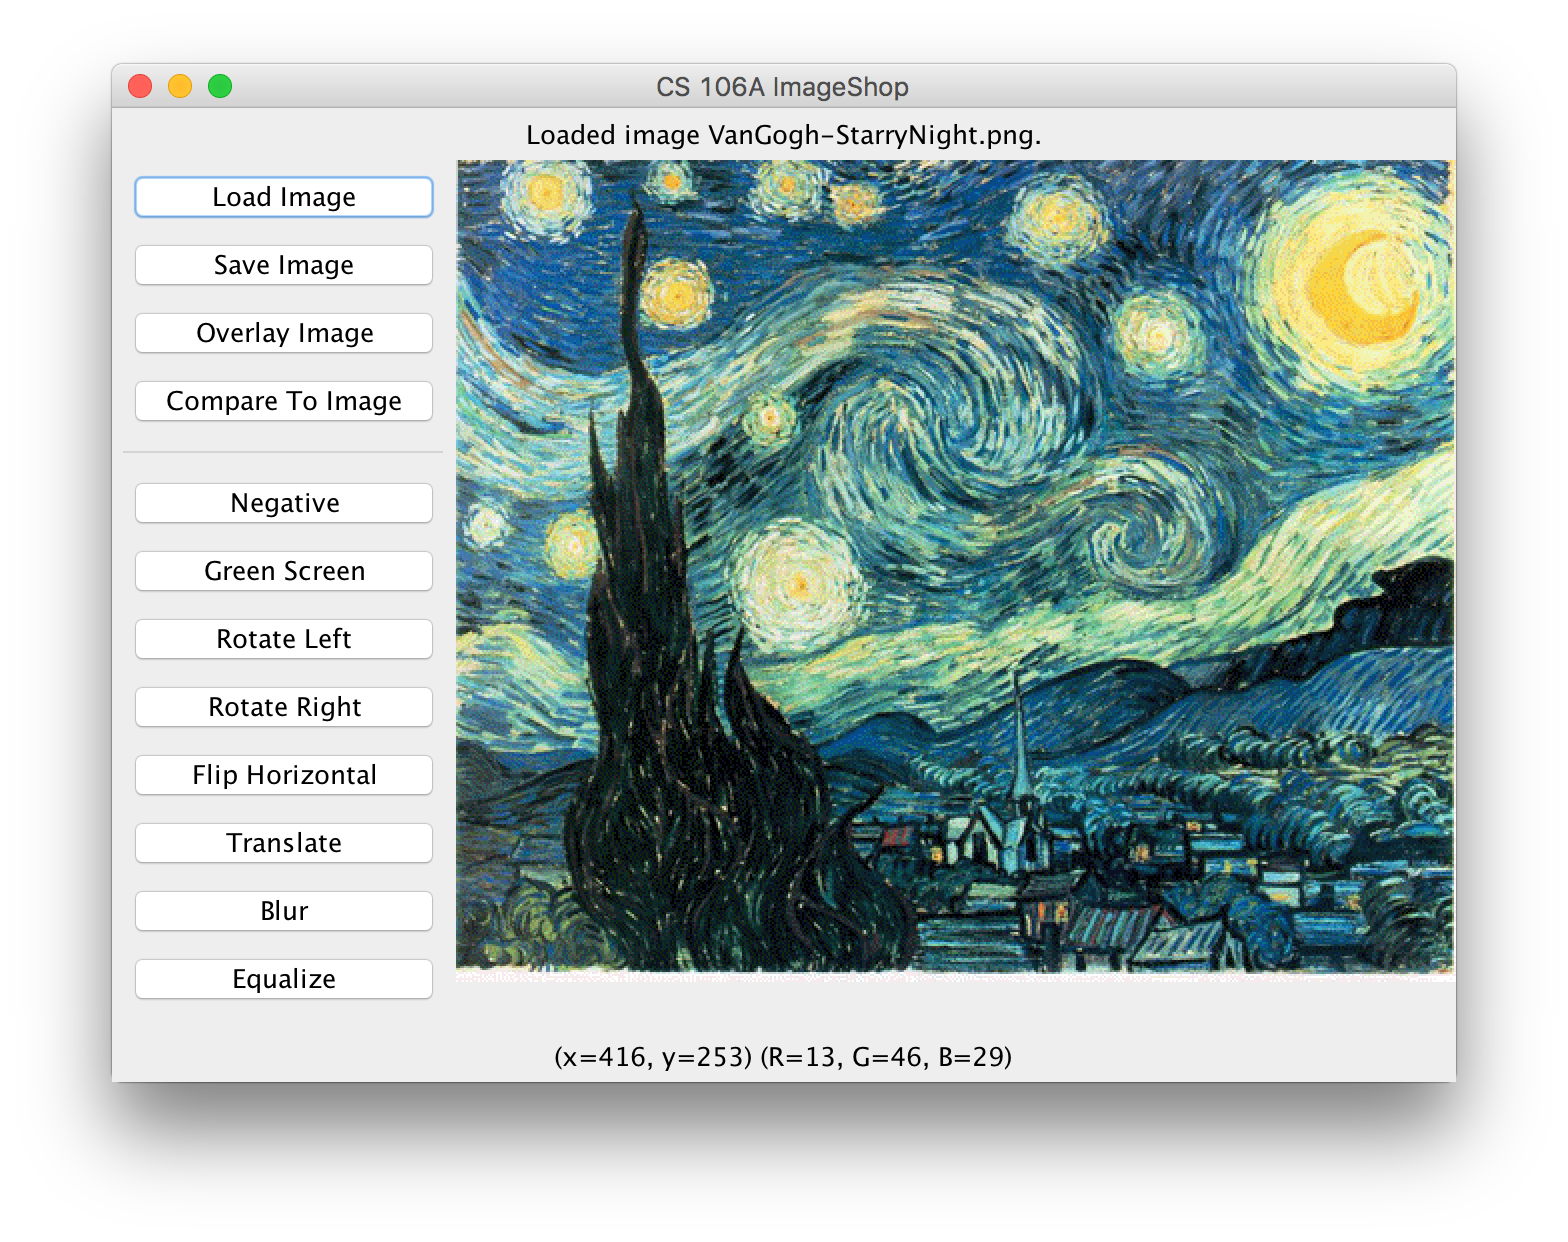 CS 106A ImageShop
Loaded image VanGogh-StarryNight.png.
Load Image
Save Image
Overlay Image
Compare To Image
Negative
Green Screen
Rotate Left
Rotate Right
Flip Horizontal
Translate
Blur
Equalize
(x=416, y=253) (R=13, G=46, B=29)